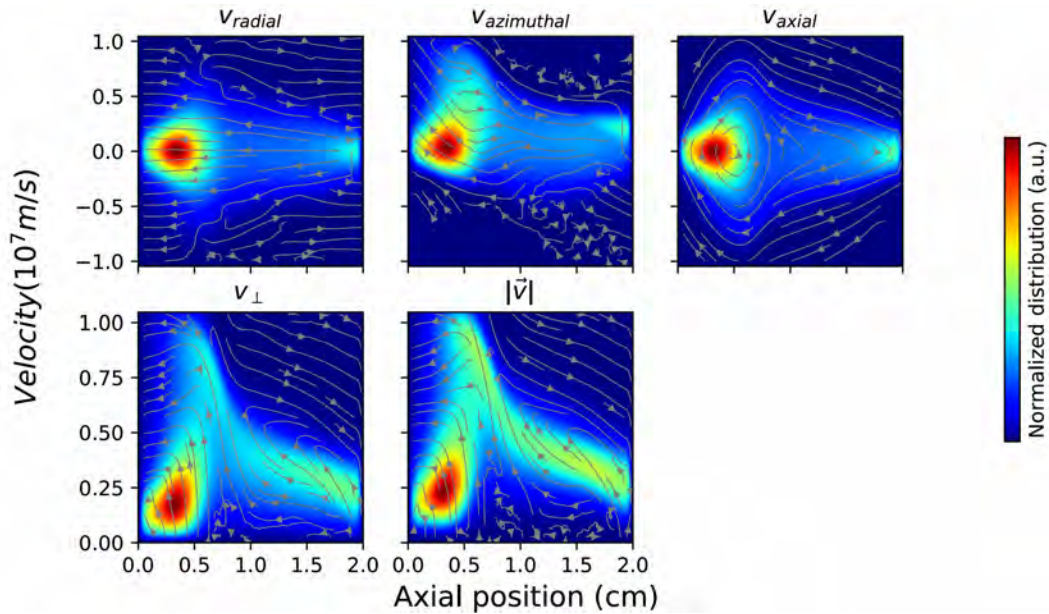 v_radial
v_azimuthal
v_axial
1.0
0.5
0.0
−0.5
−1.0
v_⊥
|v⃗|
1.00
0.75
0.50
0.25
0.00
0.0 0.5 1.0 1.5 2.0
0.0 0.5 1.0 1.5 2.0
Velocity(10^7m/s)
Axial position (cm)
Normalized distribution (a.u.)